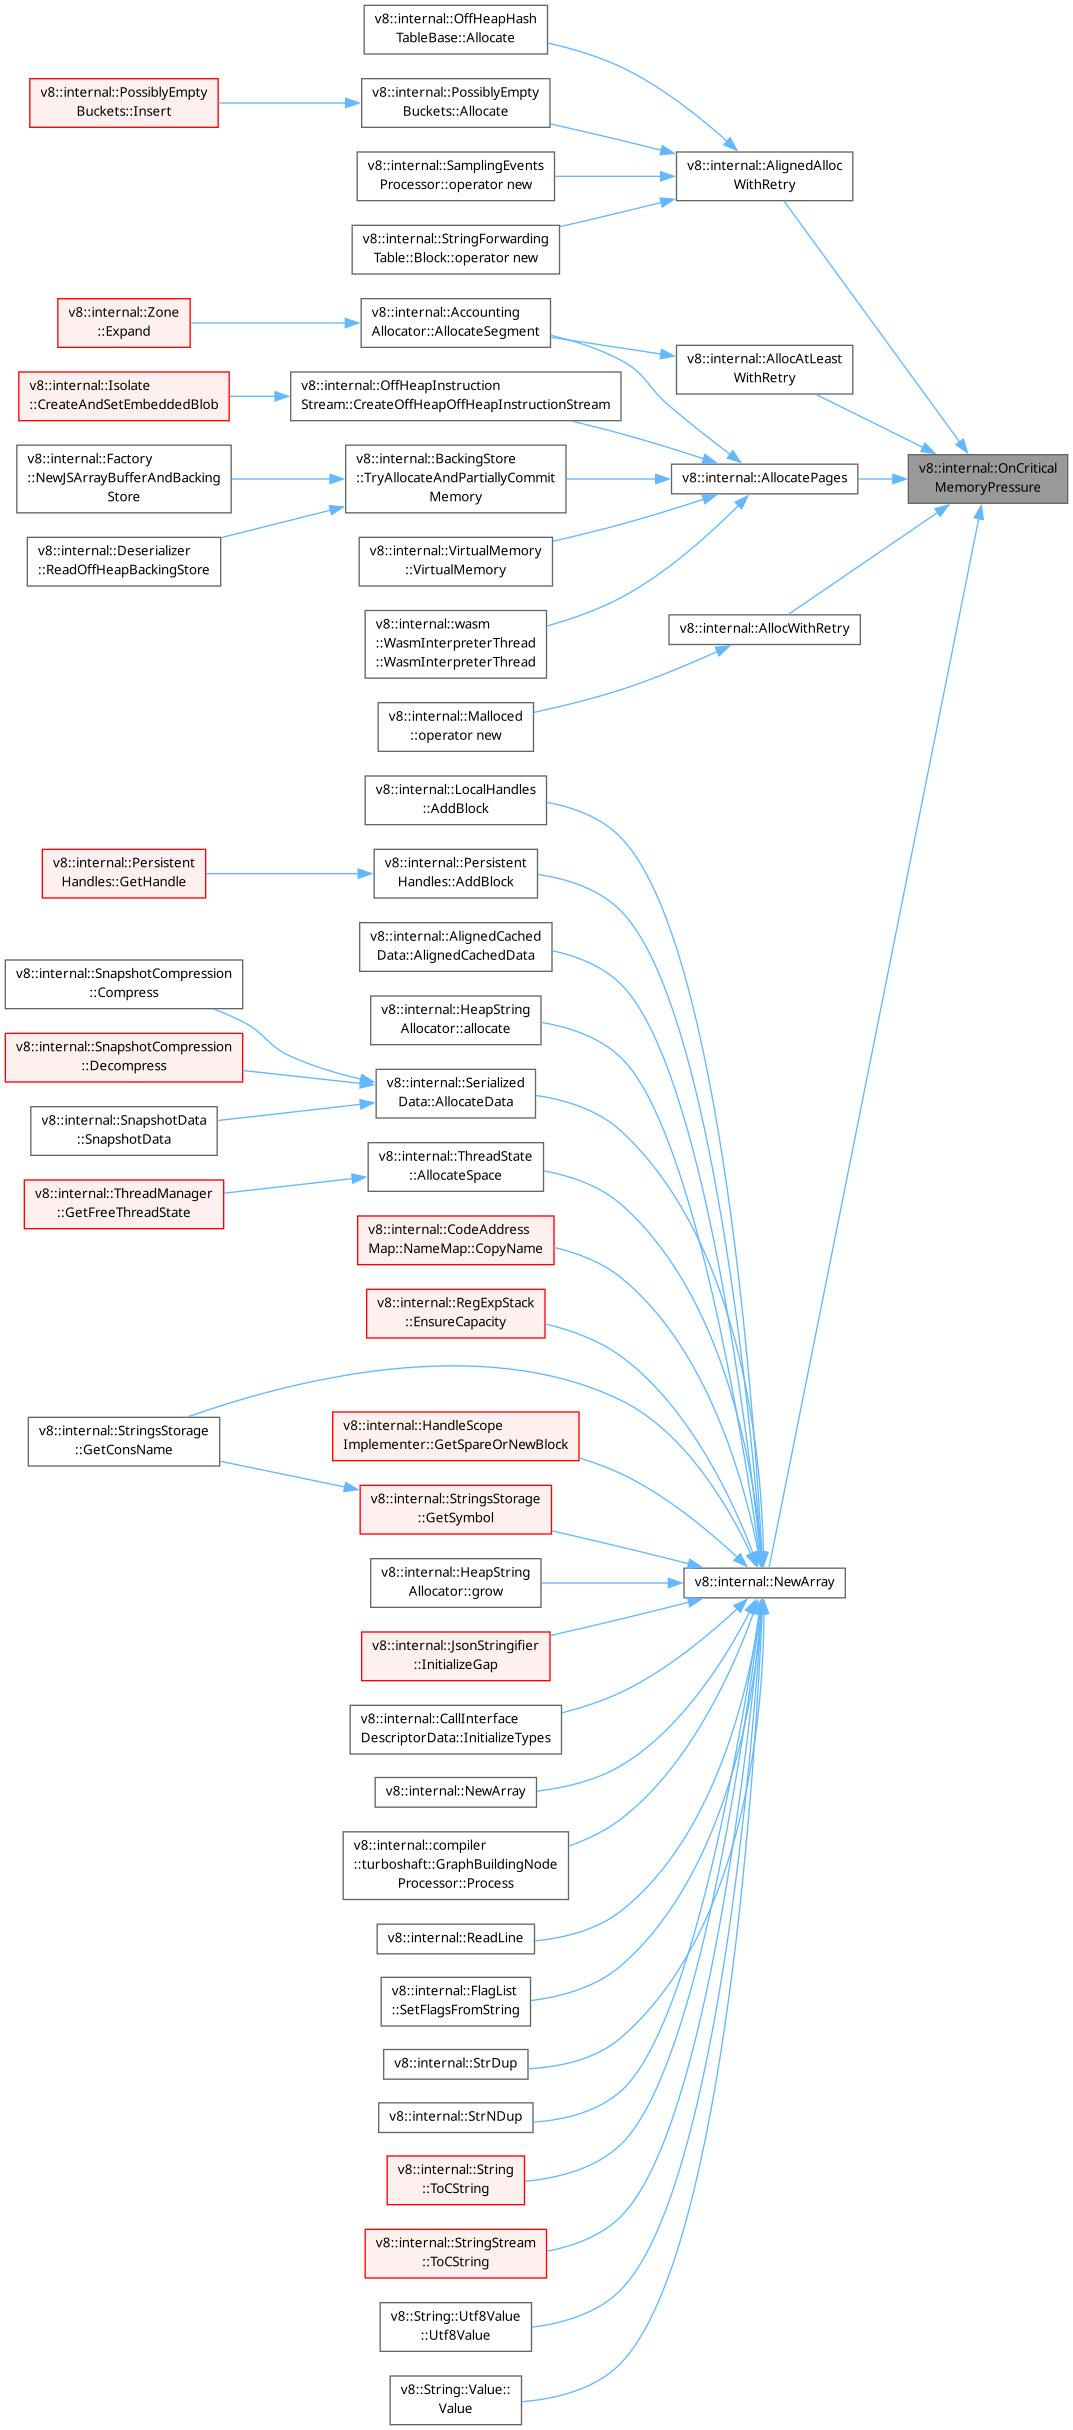 v8::internal::OffHeapHash
TableBase::Allocate
v8::internal::PossiblyEmpty
Buckets::Insert
v8::internal::PossiblyEmpty
Buckets::Allocate
v8::internal::AlignedAlloc
WithRetry
v8::internal::SamplingEvents
Processor::operator new
v8::internal::StringForwarding
Table::Block::operator new
v8::internal::Zone
::Expand
v8::internal::Accounting
Allocator::AllocateSegment
v8::internal::AllocAtLeast
WithRetry
v8::internal::Isolate
::CreateAndSetEmbeddedBlob
v8::internal::OffHeapInstruction
Stream::CreateOffHeapOffHeapInstructionStream
v8::internal::Factory
::NewJSArrayBufferAndBacking
Store
v8::internal::BackingStore
::TryAllocateAndPartiallyCommit
Memory
v8::internal::AllocatePages
v8::internal::OnCritical
MemoryPressure
v8::internal::Deserializer
::ReadOffHeapBackingStore
v8::internal::VirtualMemory
::VirtualMemory
v8::internal::wasm
::WasmInterpreterThread
::WasmInterpreterThread
v8::internal::AllocWithRetry
v8::internal::Malloced
::operator new
v8::internal::LocalHandles
::AddBlock
v8::internal::Persistent
Handles::GetHandle
v8::internal::Persistent
Handles::AddBlock
v8::internal::AlignedCached
Data::AlignedCachedData
v8::internal::SnapshotCompression
::Compress
v8::internal::HeapString
Allocator::allocate
v8::internal::SnapshotCompression
::Decompress
v8::internal::Serialized
Data::AllocateData
v8::internal::SnapshotData
::SnapshotData
v8::internal::ThreadState
::AllocateSpace
v8::internal::ThreadManager
::GetFreeThreadState
v8::internal::CodeAddress
Map::NameMap::CopyName
v8::internal::RegExpStack
::EnsureCapacity
v8::internal::StringsStorage
::GetConsName
v8::internal::HandleScope
Implementer::GetSpareOrNewBlock
v8::internal::StringsStorage
::GetSymbol
v8::internal::HeapString
Allocator::grow
v8::internal::NewArray
v8::internal::JsonStringifier
::InitializeGap
v8::internal::CallInterface
DescriptorData::InitializeTypes
v8::internal::NewArray
v8::internal::compiler
::turboshaft::GraphBuildingNode
Processor::Process
v8::internal::ReadLine
v8::internal::FlagList
::SetFlagsFromString
v8::internal::StrDup
v8::internal::StrNDup
v8::internal::String
::ToCString
v8::internal::StringStream
::ToCString
v8::String::Utf8Value
::Utf8Value
v8::String::Value::
Value